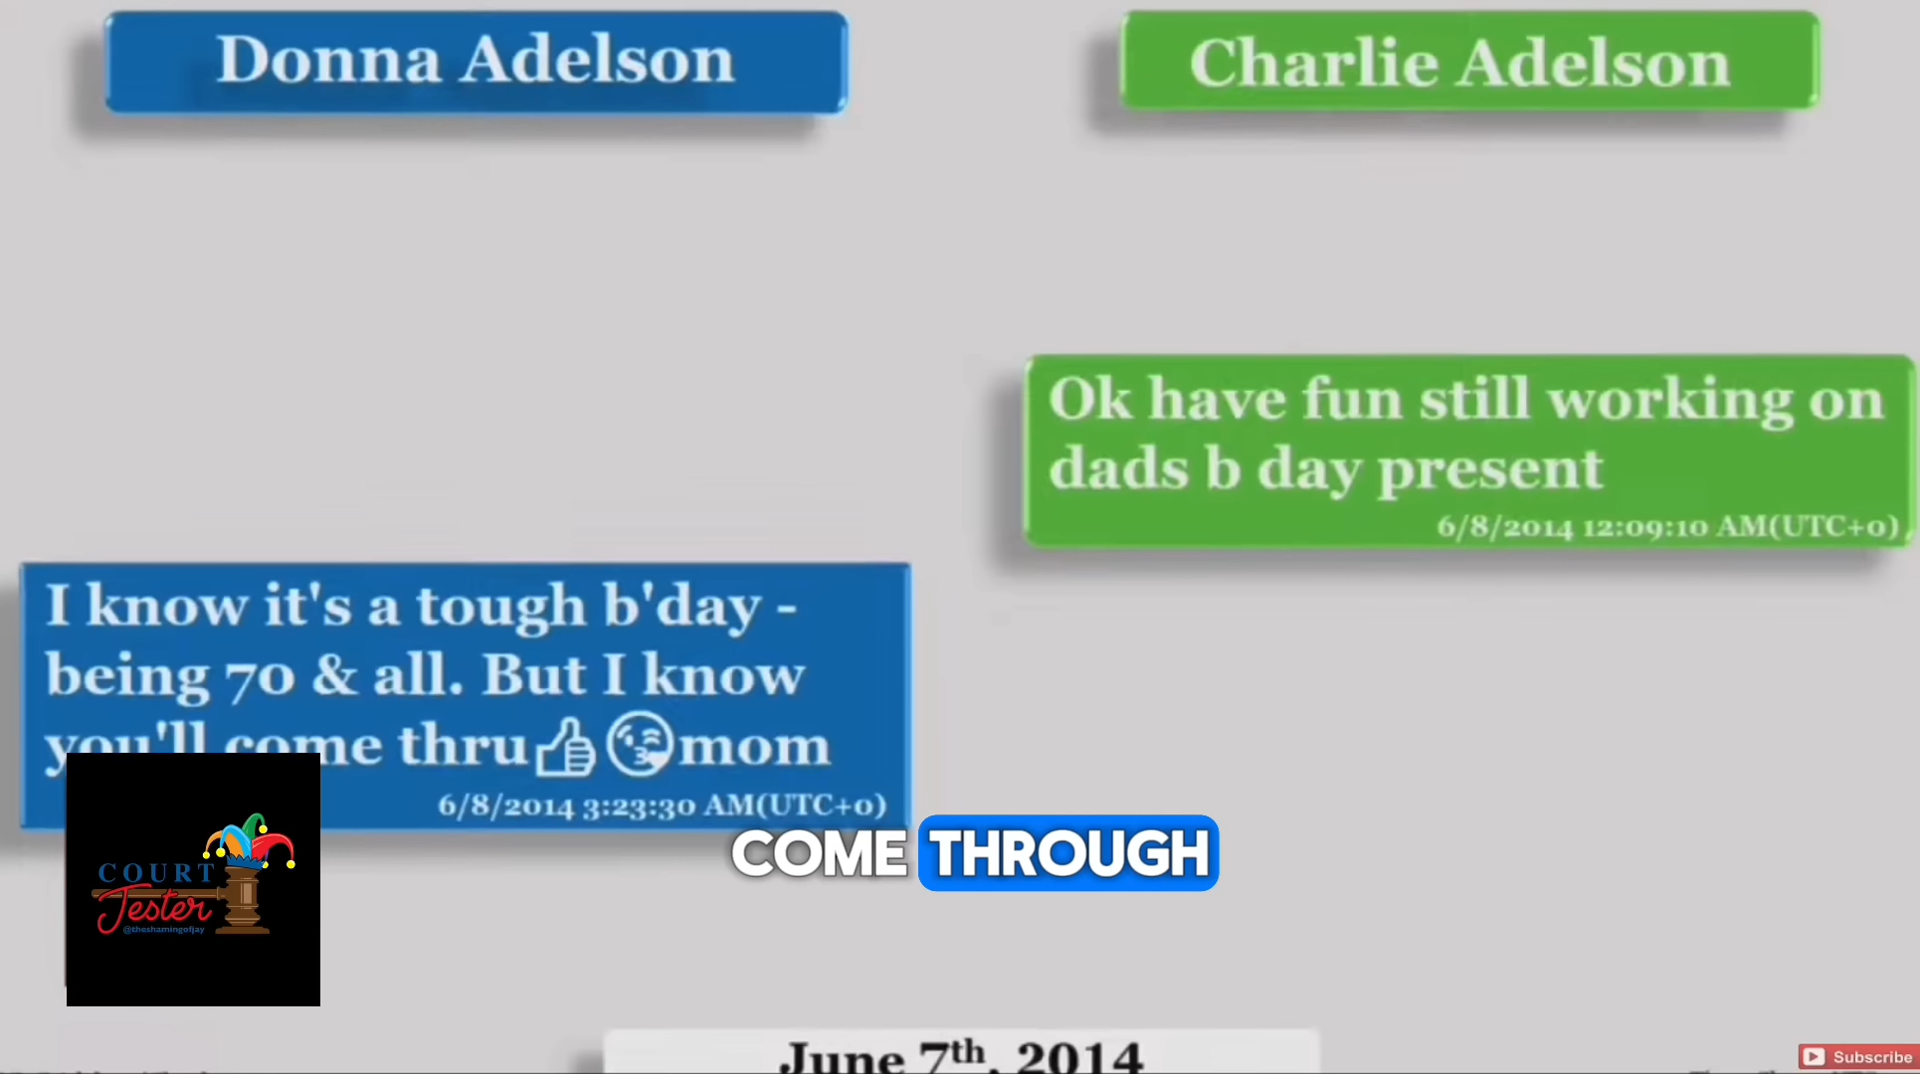 Donna Adelson
Charlie Adelson
Ok have fun still working on
dads b day present
6/8/2014 12:09:10 AM(UTC+0)
I know it's a tough b'day -
being 70 & all. But I know
you'll come thru👍😘mom
6/8/2014 3:23:30 AM(UTC+0)
COME THROUGH
COURT
Jester
@theshamingofjay
June 7th, 2014
Subscribe